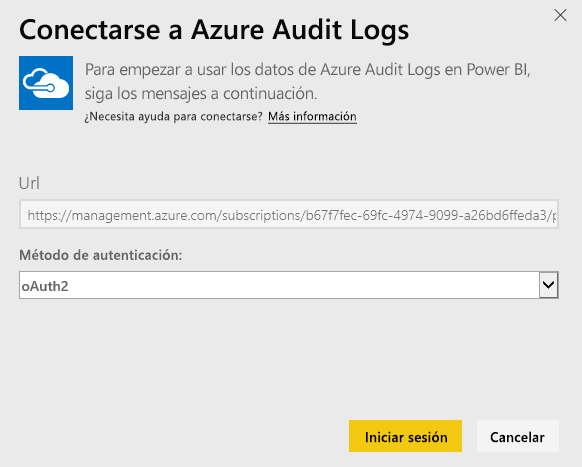 Conectarse a Azure Audit Logs
Para empezar a usar los datos de Azure Audit Logs en Power BI,
siga los mensajes a continuación.
¿Necesita ayuda para conectarse? Más información
Url
https://management.azure.com/subscriptions/b67f7fec-69fc-4974-9099-a26bd6ffeda3/p
Método de autenticación:
oAuth2
Iniciar sesión
Cancelar